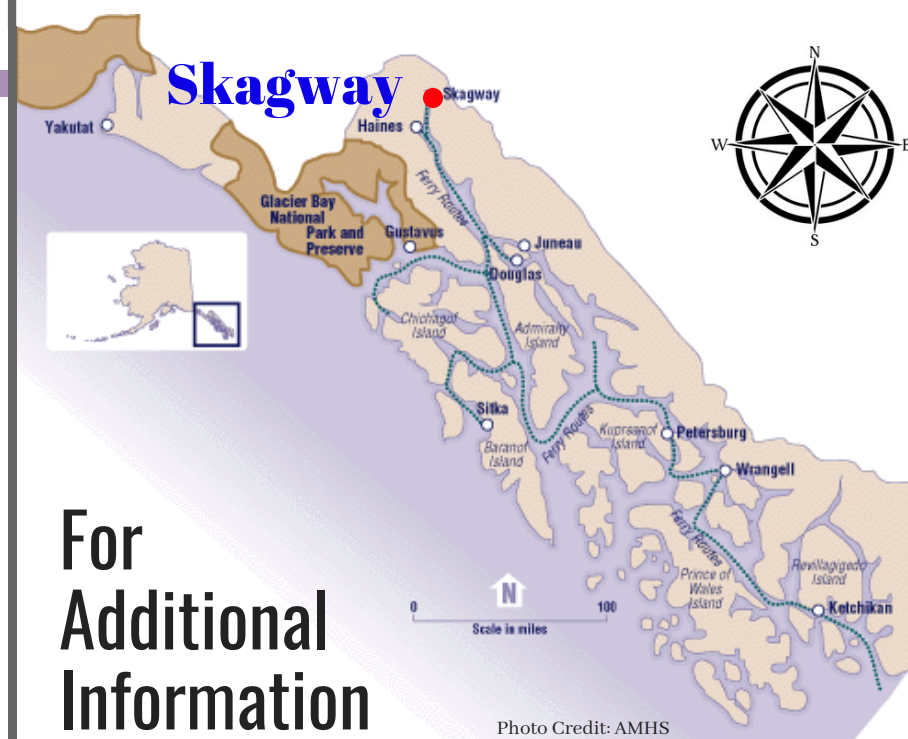 Skagway
Skagway
N
Yakutat
Haines
W
E
Ferry Routes
Glacier Bay
National
Park and
Preserve
Gustavus
S
Juneau
Douglas
Chichagof
Island
Admiralty
Island
Sitka
Ferry Routes
Kupreanof
Island
Petersburg
Baranof
Island
Wrangell
Ferry Routes
Prince of
Wales
Island
Revillagigedo
Island
Ketchikan
N
0
100
Scale in miles
For
Additional
Information
Photo Credit: AMHS